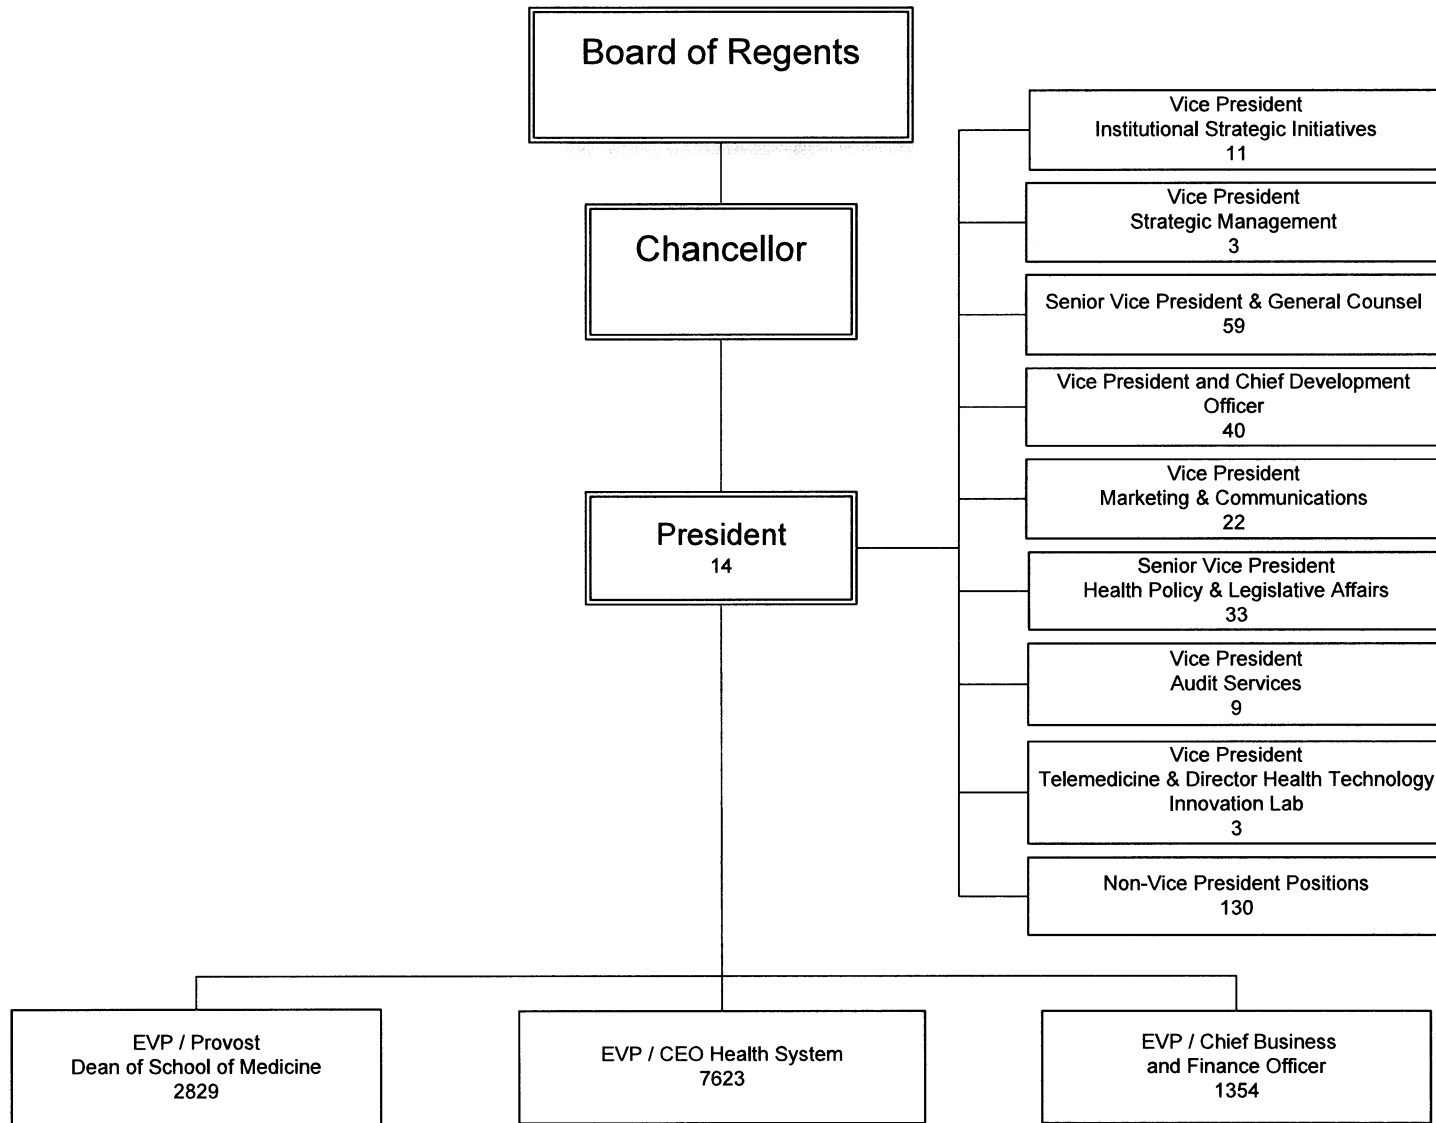 Board of Regents
Chancellor
President
14
Vice President
Institutional Strategic Initiatives
11
Vice President
Strategic Management
3
Senior Vice President & General Counsel
59
Vice President and Chief Development
Officer
40
Vice President
Marketing & Communications
22
Senior Vice President
Health Policy & Legislative Affairs
33
Vice President
Audit Services
9
Vice President
Telemedicine & Director Health Technology
Innovation Lab
3
Non-Vice President Positions
130
EVP / Provost
Dean of School of Medicine
2829
EVP / CEO Health System
7623
EVP / Chief Business
and Finance Officer
1354